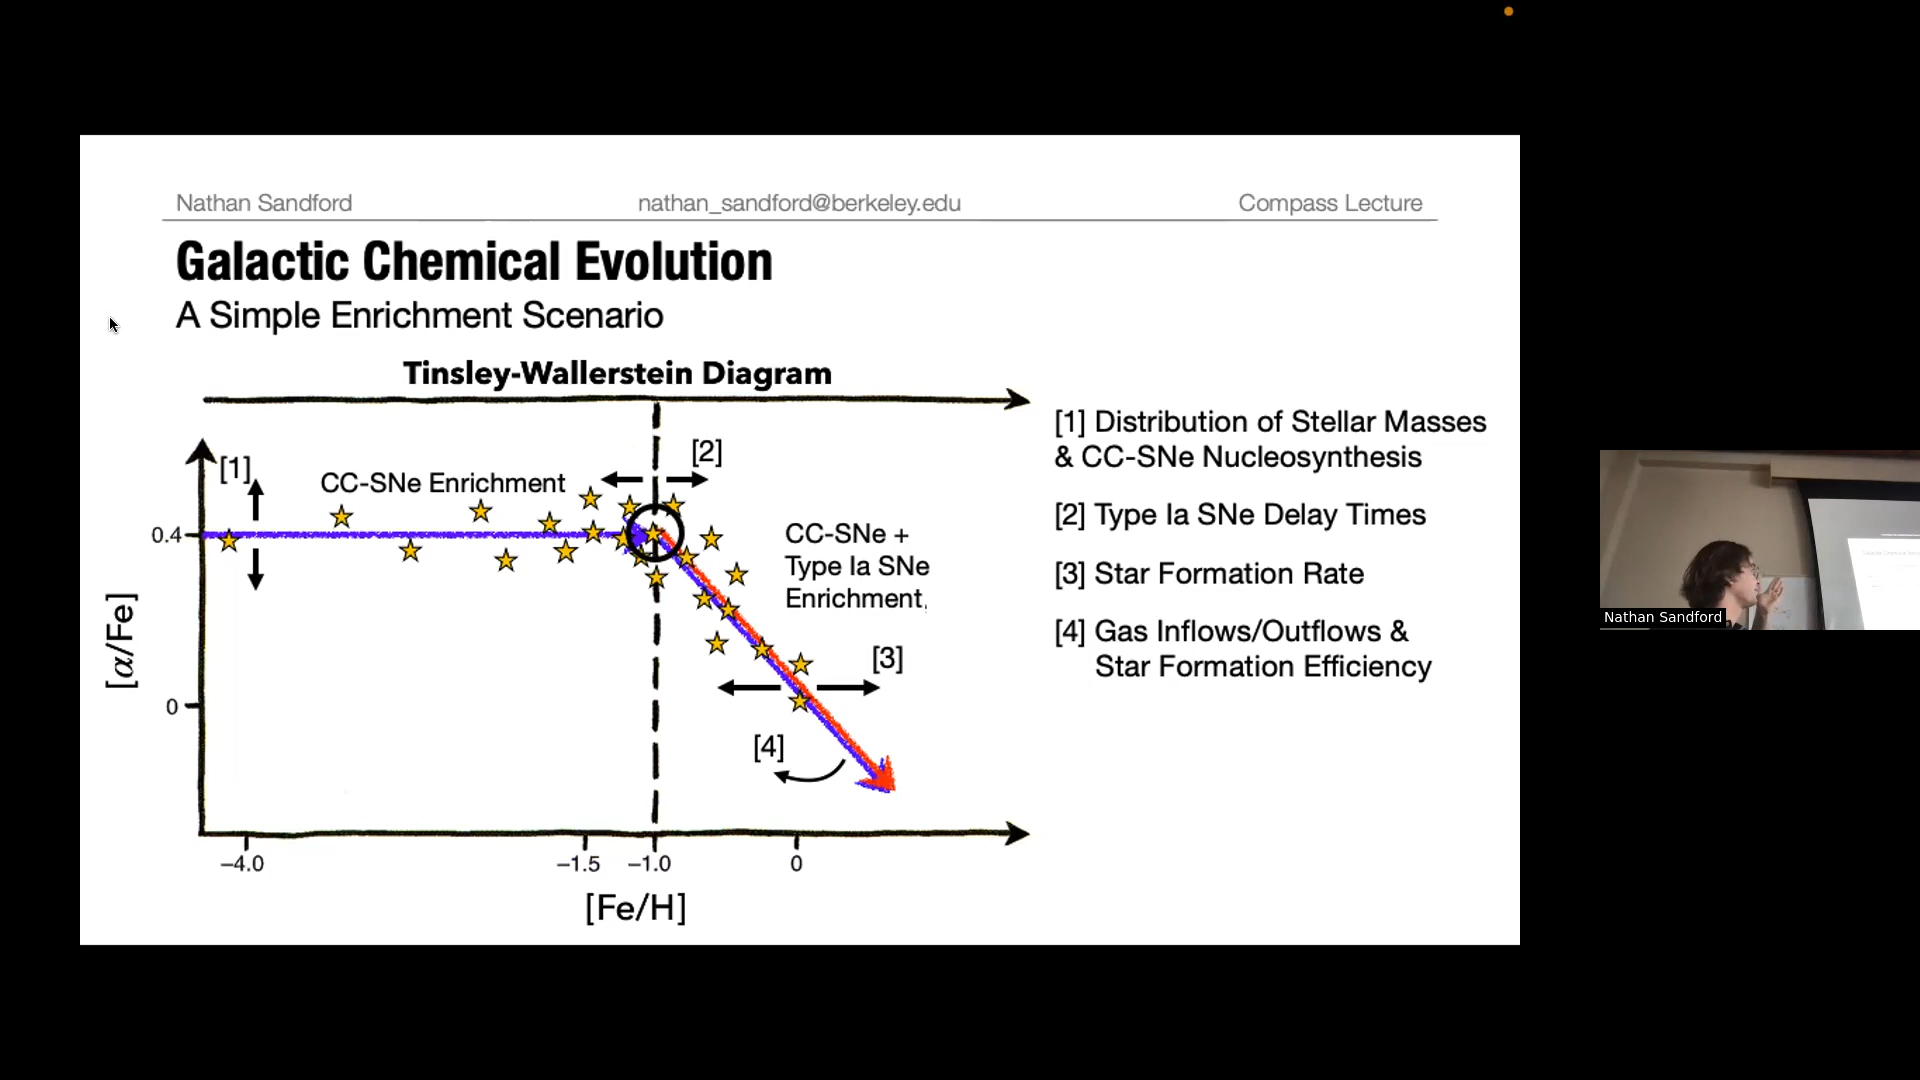 Nathan Sandford nathan_sandford@berkeley.edu Compass Lecture
Galactic Chemical Evolution
A Simple Enrichment Scenario
Tinsley-Wallerstein Diagram
[1]
CC-SNe Enrichment
[2]
0.4
CC-SNe +
Type Ia SNe
Enrichment
[α/Fe]
[3]
0
[4]
−4.0 −1.5 −1.0 0
[Fe/H]
[1] Distribution of Stellar Masses
& CC-SNe Nucleosynthesis
[2] Type Ia SNe Delay Times
[3] Star Formation Rate
[4] Gas Inflows/Outflows &
Star Formation Efficiency
Nathan Sandford